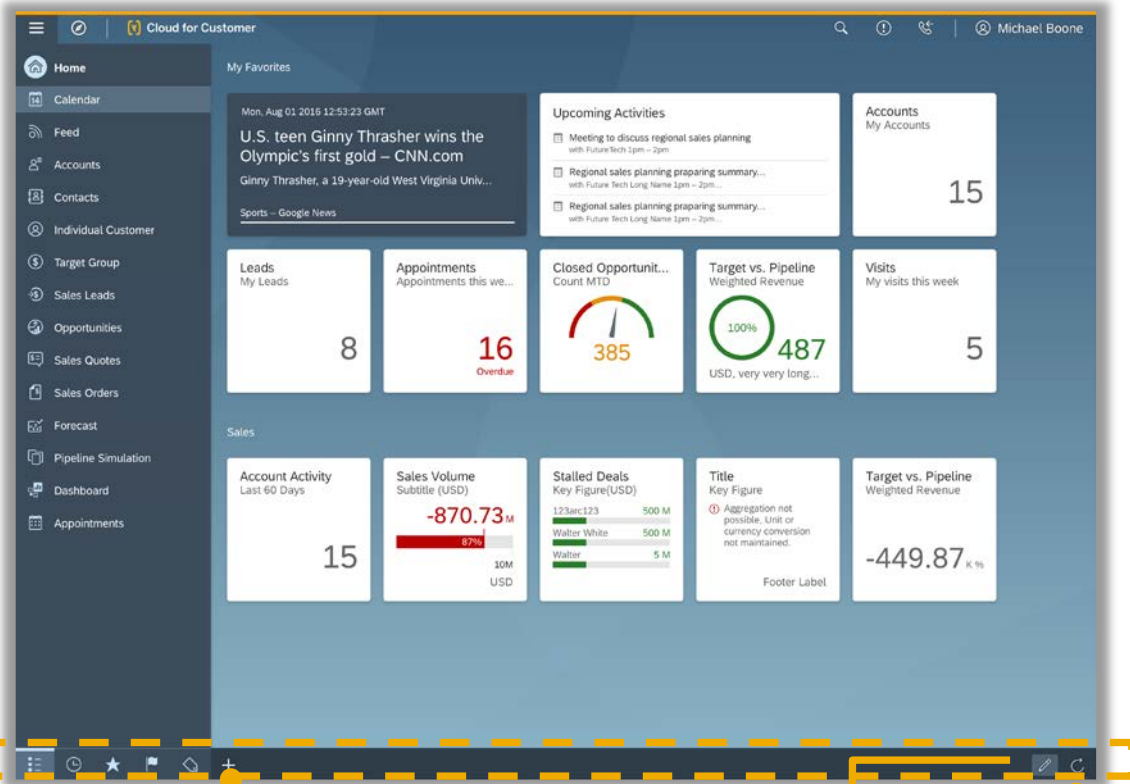 Cloud for Customer
Michael Boone
Home
14
Calendar
Feed
Accounts
Contacts
Individual Customer
Target Group
Sales Leads
Opportunities
Sales Quotes
Sales Orders
Forecast
Pipeline Simulation
Dashboard
Appointments
My Favorites
Mon, Aug 01 2016 12:53:23 GMT
U.S. teen Ginny Thrasher wins the
Olympic's first gold – CNN.com
Ginny Thrasher, a 19-year-old West Virginia Univ...
Sports – Google News
Upcoming Activities
Meeting to discuss regional sales planning
with FutureTech 1pm – 2pm
Regional sales planning praparing summary...
with Future Tech Long Name 1pm – 2pm...
Regional sales planning praparing summary...
with Future Tech Long Name 1pm – 2pm...
Accounts
My Accounts
15
Leads
My Leads
8
Appointments
Appointments this we...
16
Overdue
Closed Opportunit...
Count MTD
385
Target vs. Pipeline
Weighted Revenue
100%
487
USD, very very long...
Visits
My visits this week
5
Sales
Account Activity
Last 60 Days
15
Sales Volume
Subtitle (USD)
-870.73 M
87%
10M
USD
Stalled Deals
Key Figure(USD)
123arc123 500 M
Walter White 500 M
Walter 5 M
Title
Key Figure
Aggregation not
possible, Unit or
currency conversion
not maintained.
Footer Label
Target vs. Pipeline
Weighted Revenue
-449.87 K %